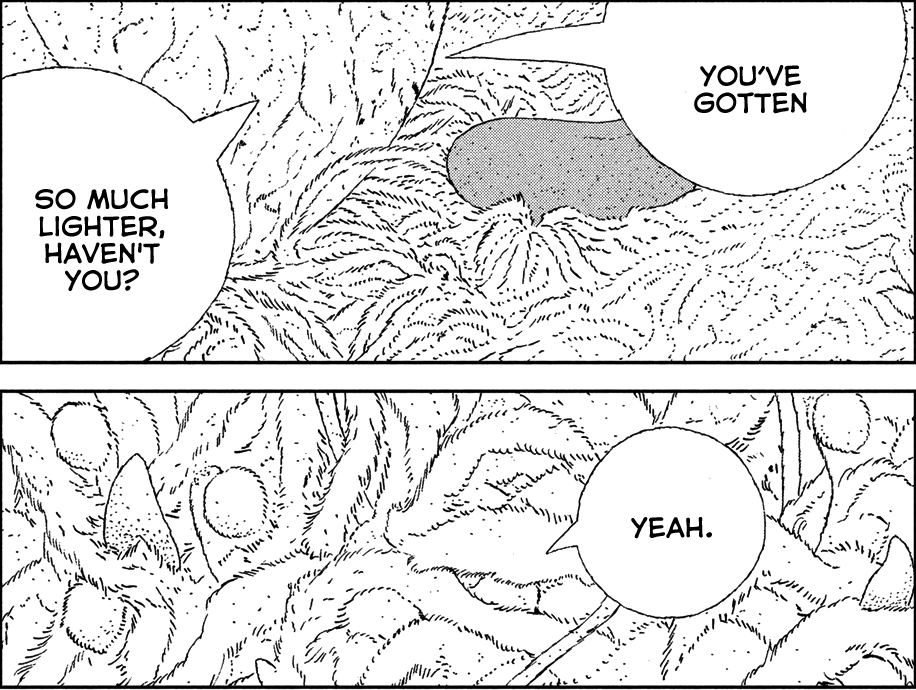 YOU'VE
GOTTEN
SO MUCH
LIGHTER,
HAVEN'T
YOU?
YEAH.